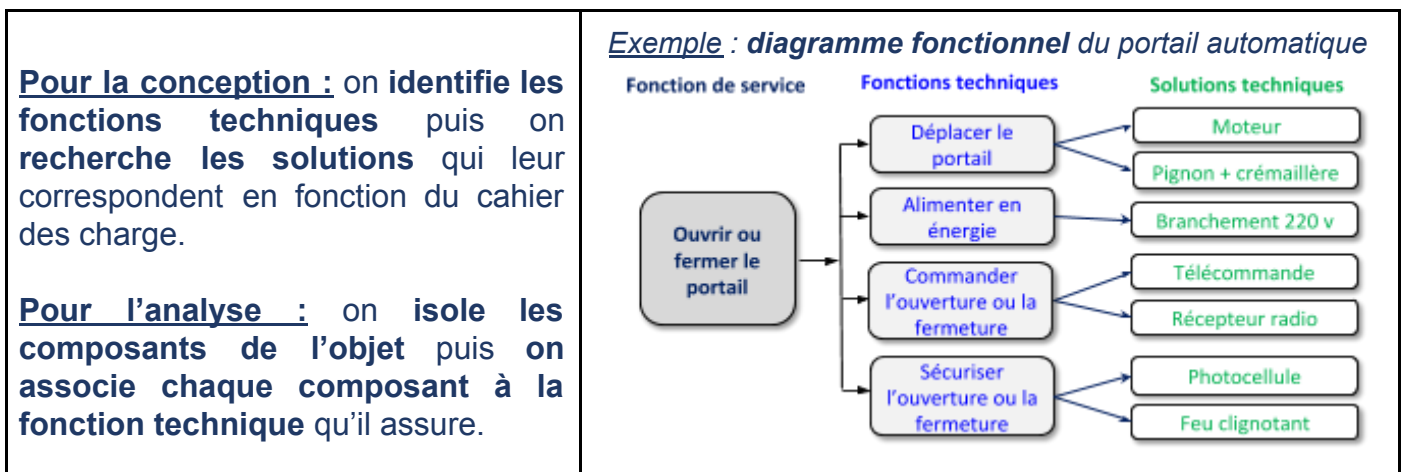 Pour la conception : on identifie les
fonctions techniques puis on
recherche les solutions qui leur
correspondent en fonction du cahier
des charge.
Pour l’analyse : on isole les
composants de l’objet puis on
associe chaque composant à la
fonction technique qu’il assure.
Exemple : diagramme fonctionnel du portail automatique
Fonction de service
Fonctions techniques
Solutions techniques
Ouvrir ou
fermer le
portail
Déplacer le
portail
Moteur
Pignon + crémaillère
Alimenter en
énergie
Branchement 220 v
Commander
l'ouverture ou la
fermeture
Télécommande
Récepteur radio
Sécuriser
l'ouverture ou la
fermeture
Photocellule
Feu clignotant